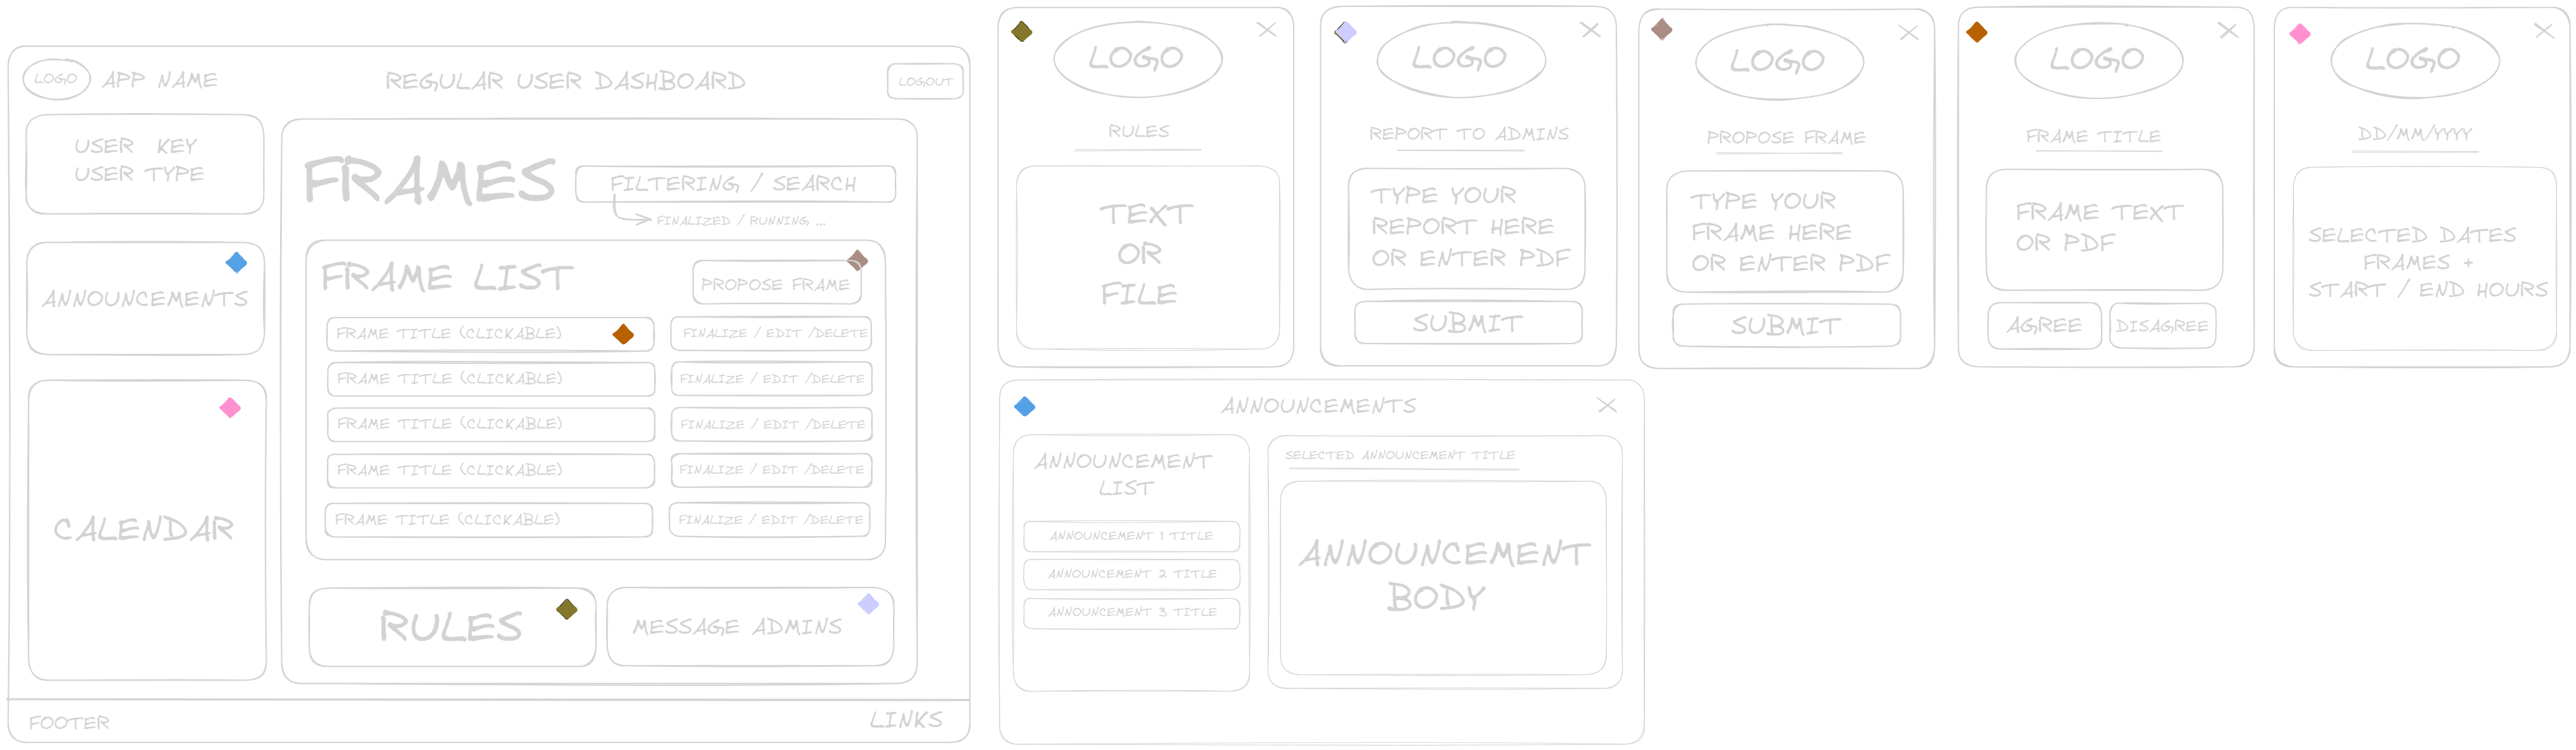 LOGO
APP NAME
REGULAR USER DASHBOARD
LOGOUT
USER KEY
USER TYPE
ANNOUNCEMENTS
CALENDAR
FRAMES
FILTERING, / SEARCH
FINALIZED / RUNNING, ...
FRAME LIST
PROPOSE FRAME
FRAME TITLE (CLICKABLE)
FINALIZE / EDIT /DELETE
FRAME TITLE (CLICKABLE)
FINALIZE / EDIT /DELETE
FRAME TITLE (CLICKABLE)
FINALIZE / EDIT /DELETE
FRAME TITLE (CLICKABLE)
FINALIZE / EDIT /DELETE
FRAME TITLE (CLICKABLE)
FINALIZE / EDIT /DELETE
RULES
MESSAGE ADMINS
FOOTER
LINKS
LOGO
RULES
TEXT
OR
FILE
LOGO
REPORT TO ADMINS
TYPE YOUR
REPORT HERE
OR ENTER PDF
SUBMIT
LOGO
PROPOSE FRAME
TYPE YOUR
FRAME HERE
OR ENTER PDF
SUBMIT
LOGO
FRAME TITLE
FRAME TEXT
OR PDF
AGREE
DISAGREE
LOGO
DD/MM/YYYY
SELECTED DATES
FRAMES +
START / END HOURS
ANNOUNCEMENTS
ANNOUNCEMENT
LIST
ANNOUNCEMENT 1 TITLE
ANNOUNCEMENT 2 TITLE
ANNOUNCEMENT 3 TITLE
SELECTED ANNOUNCEMENT TITLE
ANNOUNCEMENT
BODY